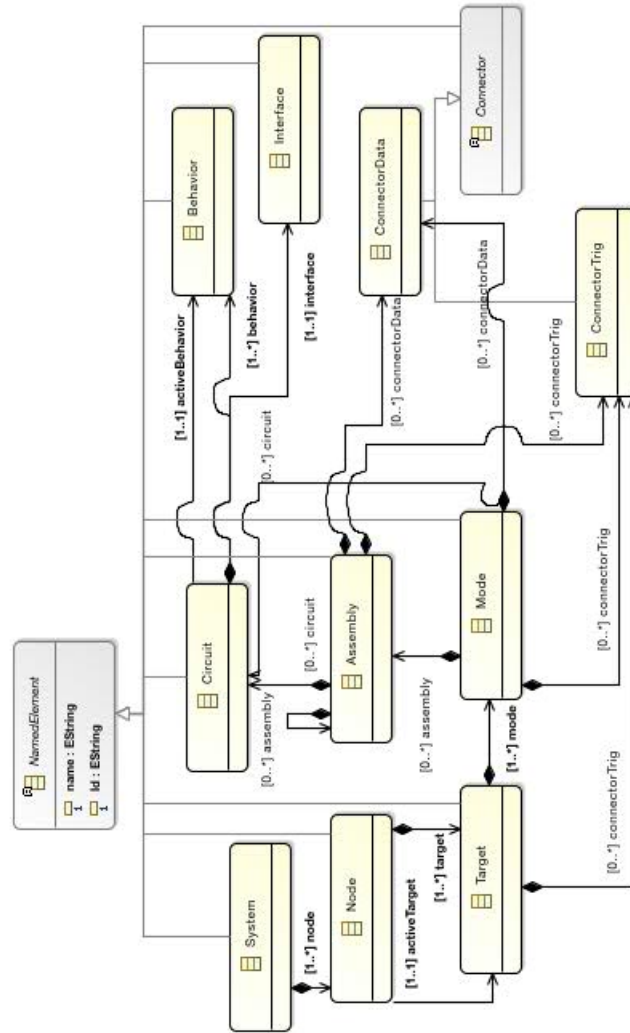 NamedElement
name : EString
1
Id : EString
1
System
[1..*] node
Node
[1..1] activeTarget
[1..*] target
Target
[0..*] connectorTrig
[1..*] mode
Circuit
[0..*] assembly
[0..*] circuit
Assembly
[0..*] assembly
Mode
[0..*] connectorTrig
[1..1] activeBehavior
[1..*] behavior
[0..*] circuit
[1..1] interface
[0..*] connectorData
[0..*] connectorData
[0..*] connectorTrig
Behavior
Interface
ConnectorData
ConnectorTrig
Connector